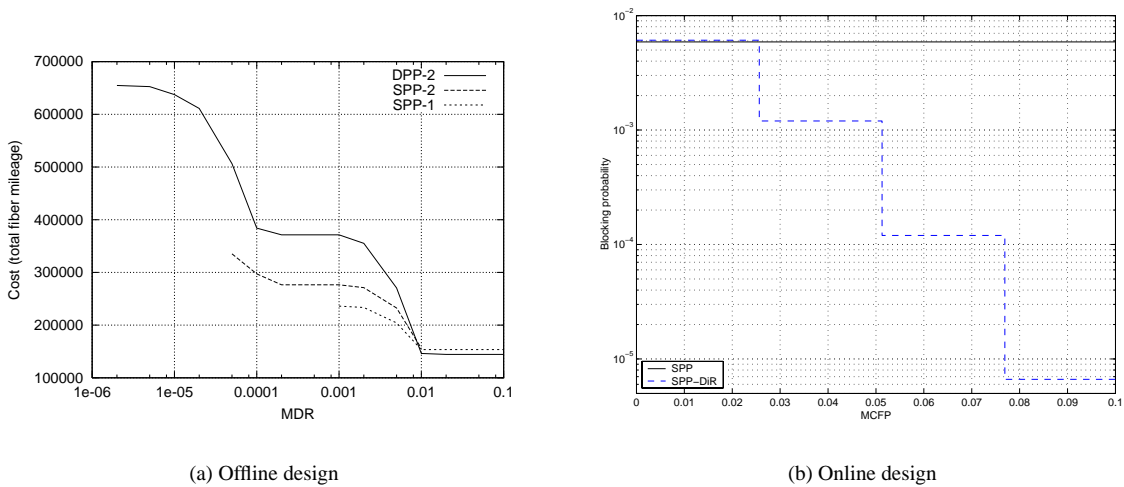 700000
600000
500000
400000
300000
200000
100000
Cost (total fiber mileage)
1e-06 1e-05 0.0001 0.001 0.01 0.1
MDR
DPP-2
SPP-2
SPP-1
(a) Offline design
10^-2
10^-3
10^-4
10^-5
Blocking probability
0 0.01 0.02 0.03 0.04 0.05 0.06 0.07 0.08 0.09 0.1
MCFP
SPP
SPP-DiR
(b) Online design